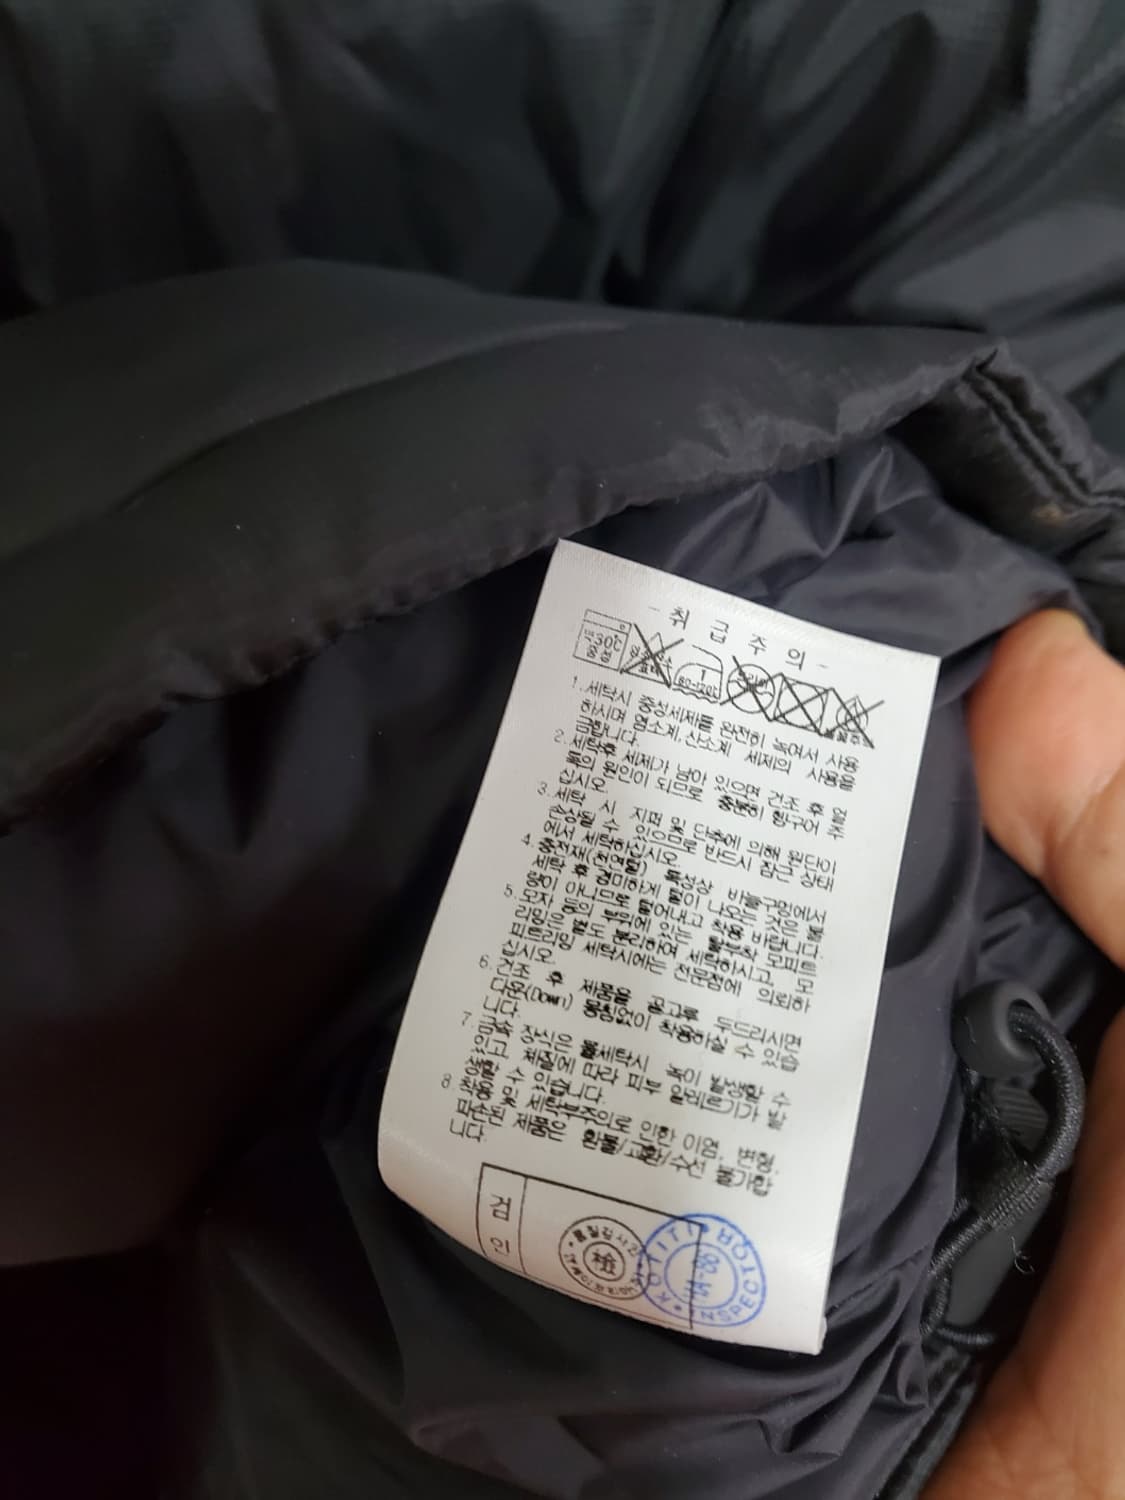 - 취 급 주 의 -
약 30℃ 중성
80-120℃
1. 세탁시 중성세제를 완전히 녹여서 사용
하시며 염소계,산소계 세제의 사용을
금합니다.
2. 세탁후 세제가 남아 있으면 건조 후 얼
룩의 원인이 되므로 충분히 헹구어 주
십시오.
3. 세탁 시 지퍼 및 단추에 의해 원단이
손상될 수 있으므로 반드시 잠근 상태
에서 세탁하십시오.
4. 충전재(천연털) 특성상 바늘구멍에서
세탁 후 경미하게 털이 나오는 것은 불
량이 아니므로 털어내고 착용 바랍니다.
5. 모자 등의 부위에 있는 탈부착 모피트
리밍은 별도 분리하여 세탁하시고, 모
피트리밍 세탁시에는 전문점에 의뢰하
십시오.
6. 건조 후 제품을 골고루 두드리시면
다운(Down) 뭉침없이 착용하실 수 있습
니다.
7. 금속 장식은 물세탁시 녹이 발생할 수
있고 체질에 따라 피부 알레르기가 발
생할 수 있습니다.
8. 착용 및 세탁부주의로 인한 이염, 변형,
파손된 제품은 환불/교환/수선 불가합
니다.
검 인
檢
KOTITI INSPECTOR